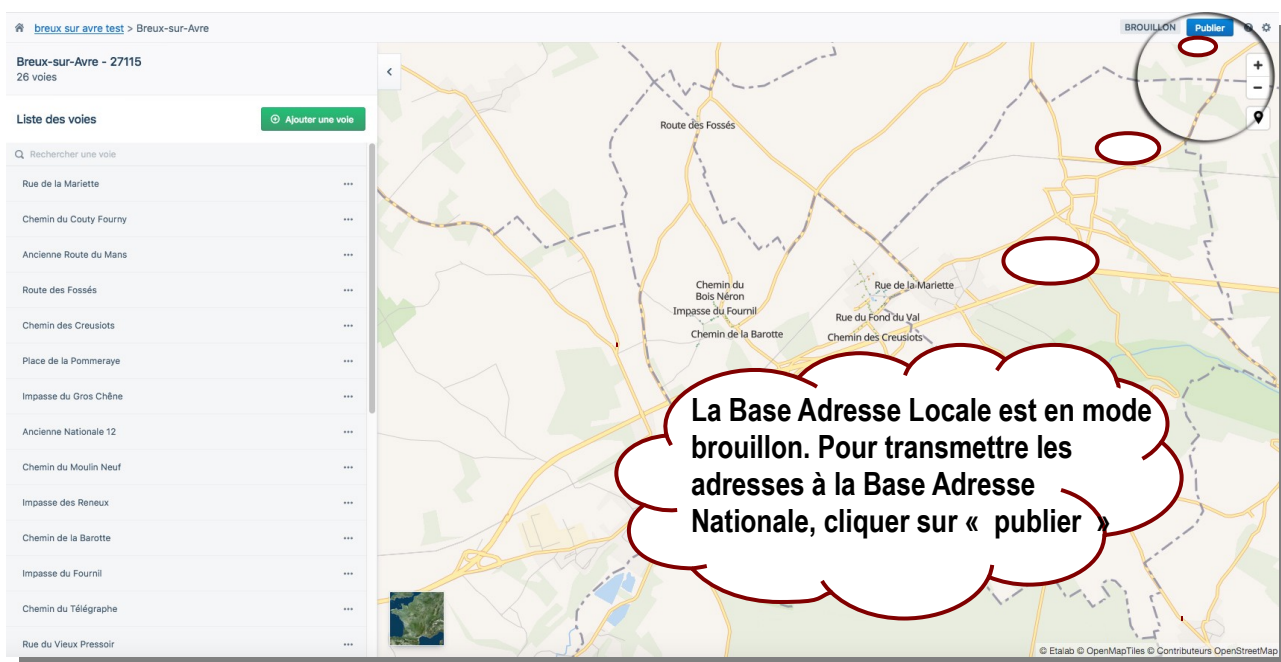 breux sur avre test > Breux-sur-Avre
BROUILLON
Publier
Breux-sur-Avre - 27115
26 voies
Liste des voies
Ajouter une voie
Rechercher une voie
Rue de la Mariette
Chemin du Couty Fourny
Ancienne Route du Mans
Route des Fossés
Chemin des Creusiots
Place de la Pommeraye
Impasse du Gros Chêne
Ancienne Nationale 12
Chemin du Moulin Neuf
Impasse des Reneux
Chemin de la Barotte
Impasse du Fournil
Chemin du Télégraphe
Rue du Vieux Pressoir
Route des Fossés
Chemin du
Bois Néron
Impasse du Fournil
Chemin de la Barotte
Rue de la Mariette
Rue du Fond du Val
Chemin des Creusiots
La Base Adresse Locale est en mode
brouillon. Pour transmettre les
adresses à la Base Adresse
Nationale, cliquer sur « publier »
© Etalab © OpenMapTiles © Contributeurs OpenStreetMap